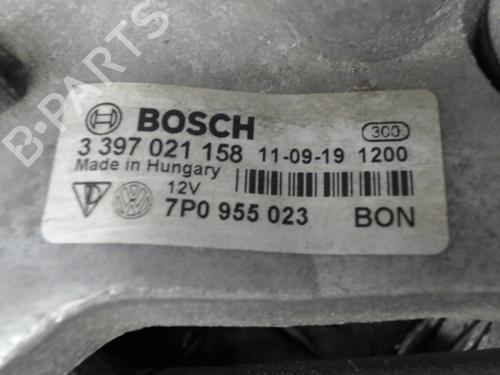 B-PARTS
BOSCH 300
3 397 021 158 11-09-19 1200
Made in Hungary
12V
7P0 955 023 BON